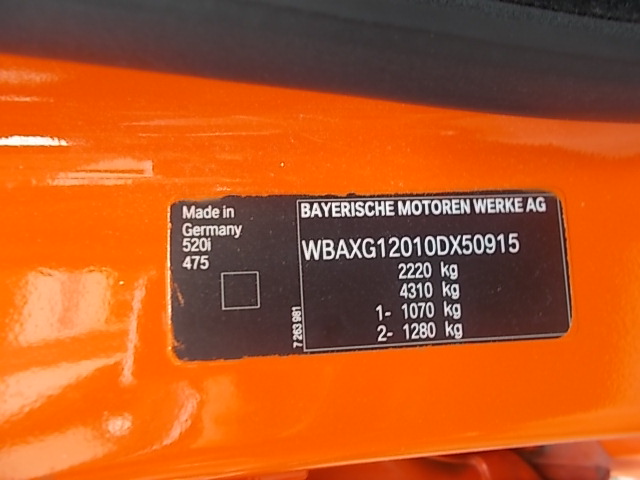 Made in
Germany
520i
475
7 263 981
BAYERISCHE MOTOREN WERKE AG
WBAXG12010DX50915
2220 kg
4310 kg
1- 1070 kg
2- 1280 kg